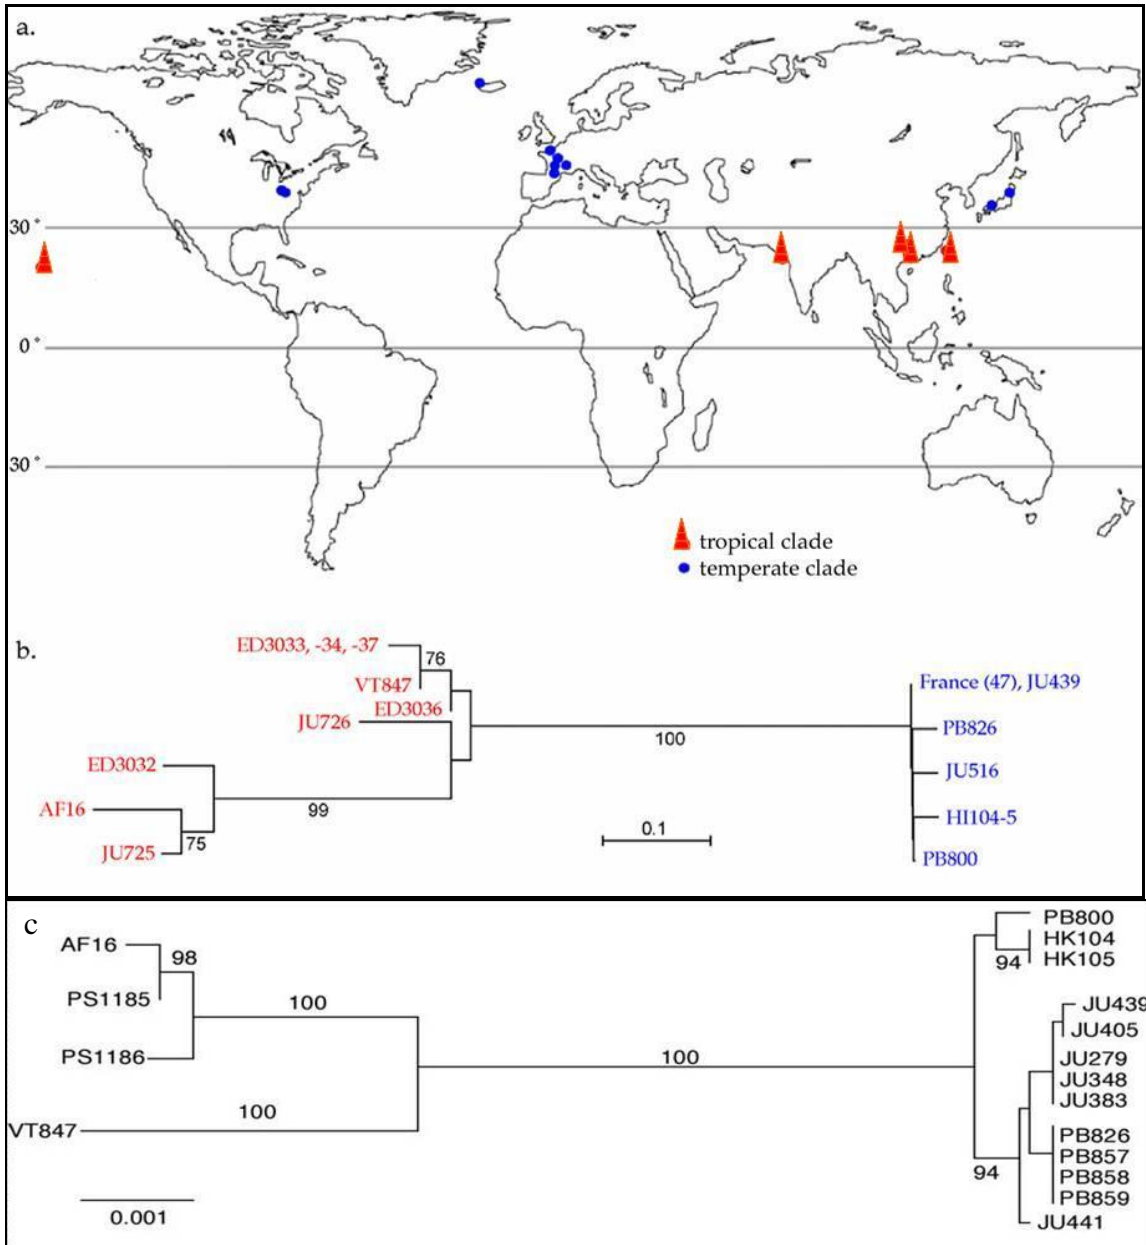 a.
30°
0°
30°
tropical clade
temperate clade
b.
ED3033, -34, -37
76
VT847
ED3036
JU726
ED3032
99
AF16
75
JU725
100
0.1
France (47), JU439
PB826
JU516
HI104-5
PB800
c
AF16
98
PS1185
100
PS1186
100
VT847
100
0.001
PB800
HK104
94
HK105
JU439
JU405
JU279
JU348
JU383
PB826
PB857
94
PB858
PB859
JU441